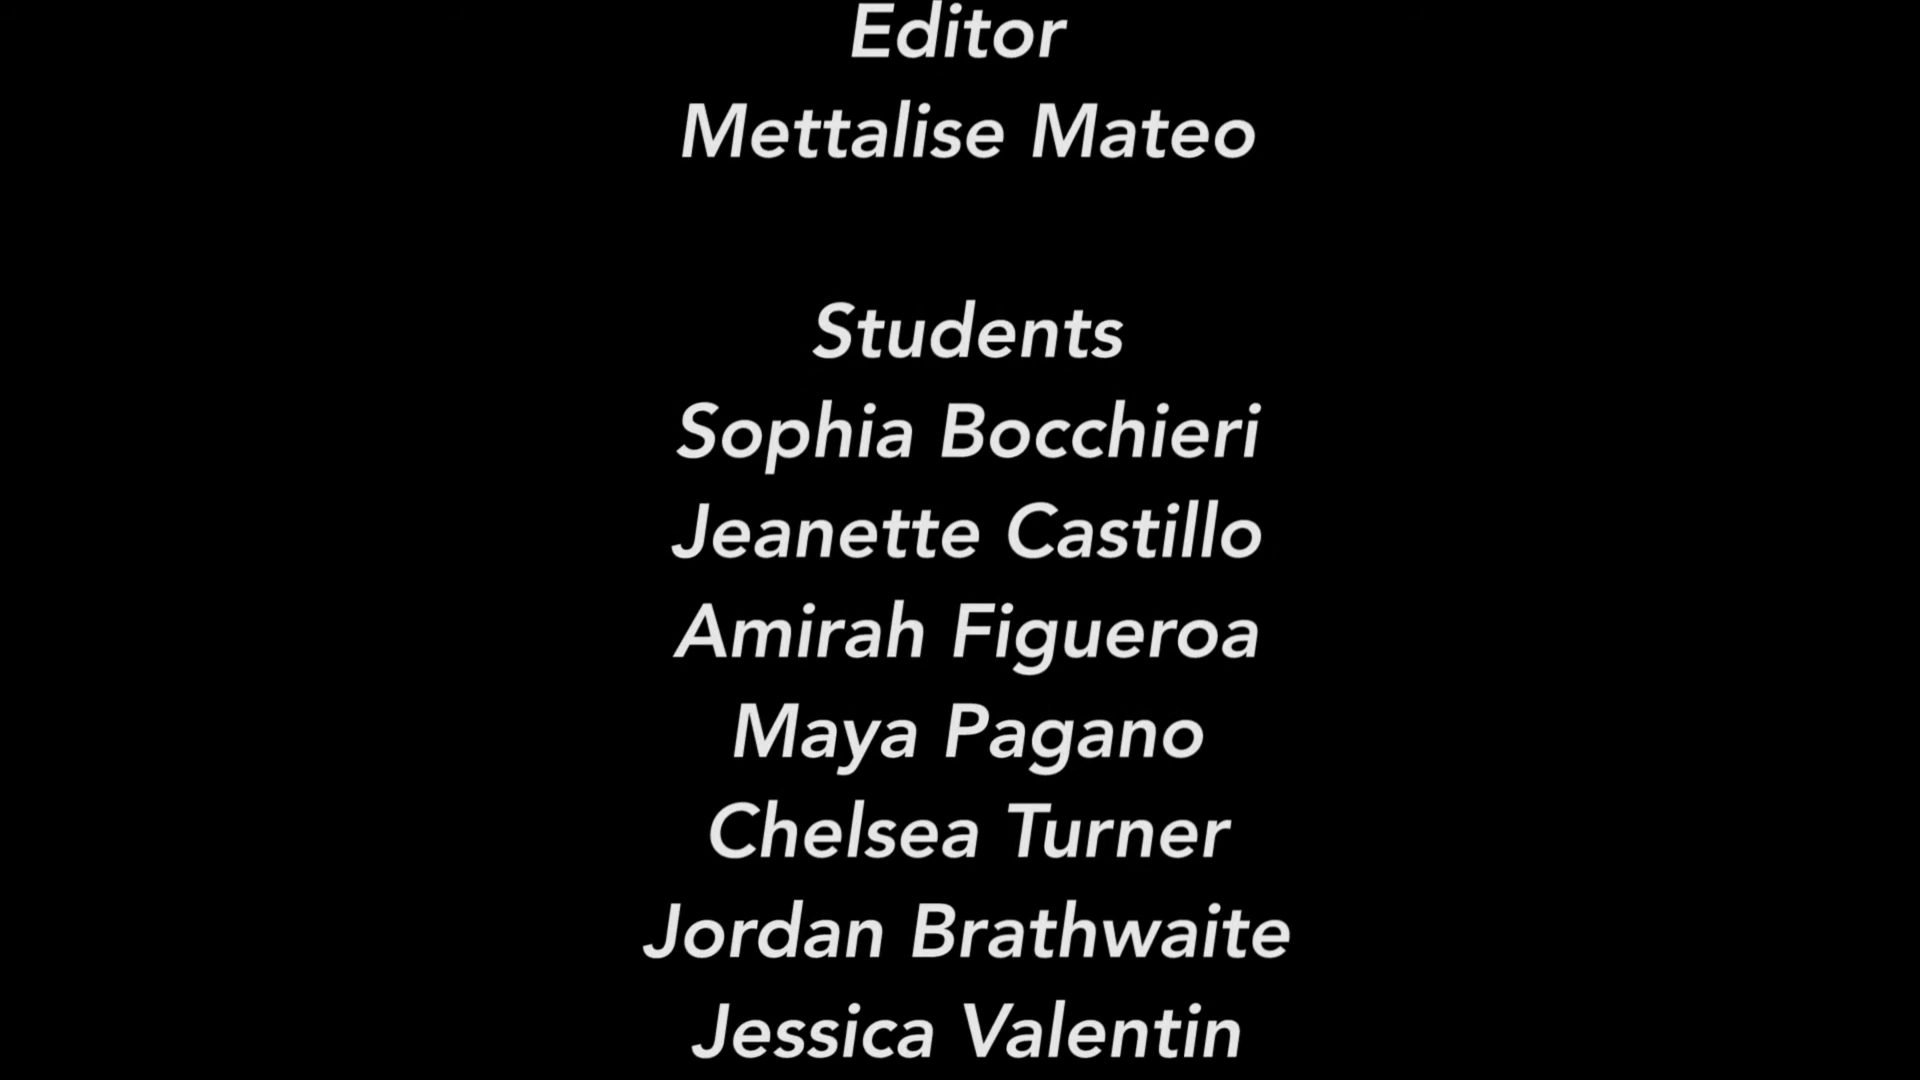 Editor
Mettalise Mateo
Students
Sophia Bocchieri
Jeanette Castillo
Amirah Figueroa
Maya Pagano
Chelsea Turner
Jordan Brathwaite
Jessica Valentin